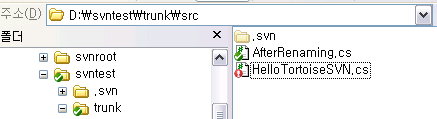 주소(D) D:₩svntest₩trunk₩src
폴더
svnroot
svntest
.svn
trunk
.svn
AfterRenaming.cs
HelloTortoiseSVN.cs